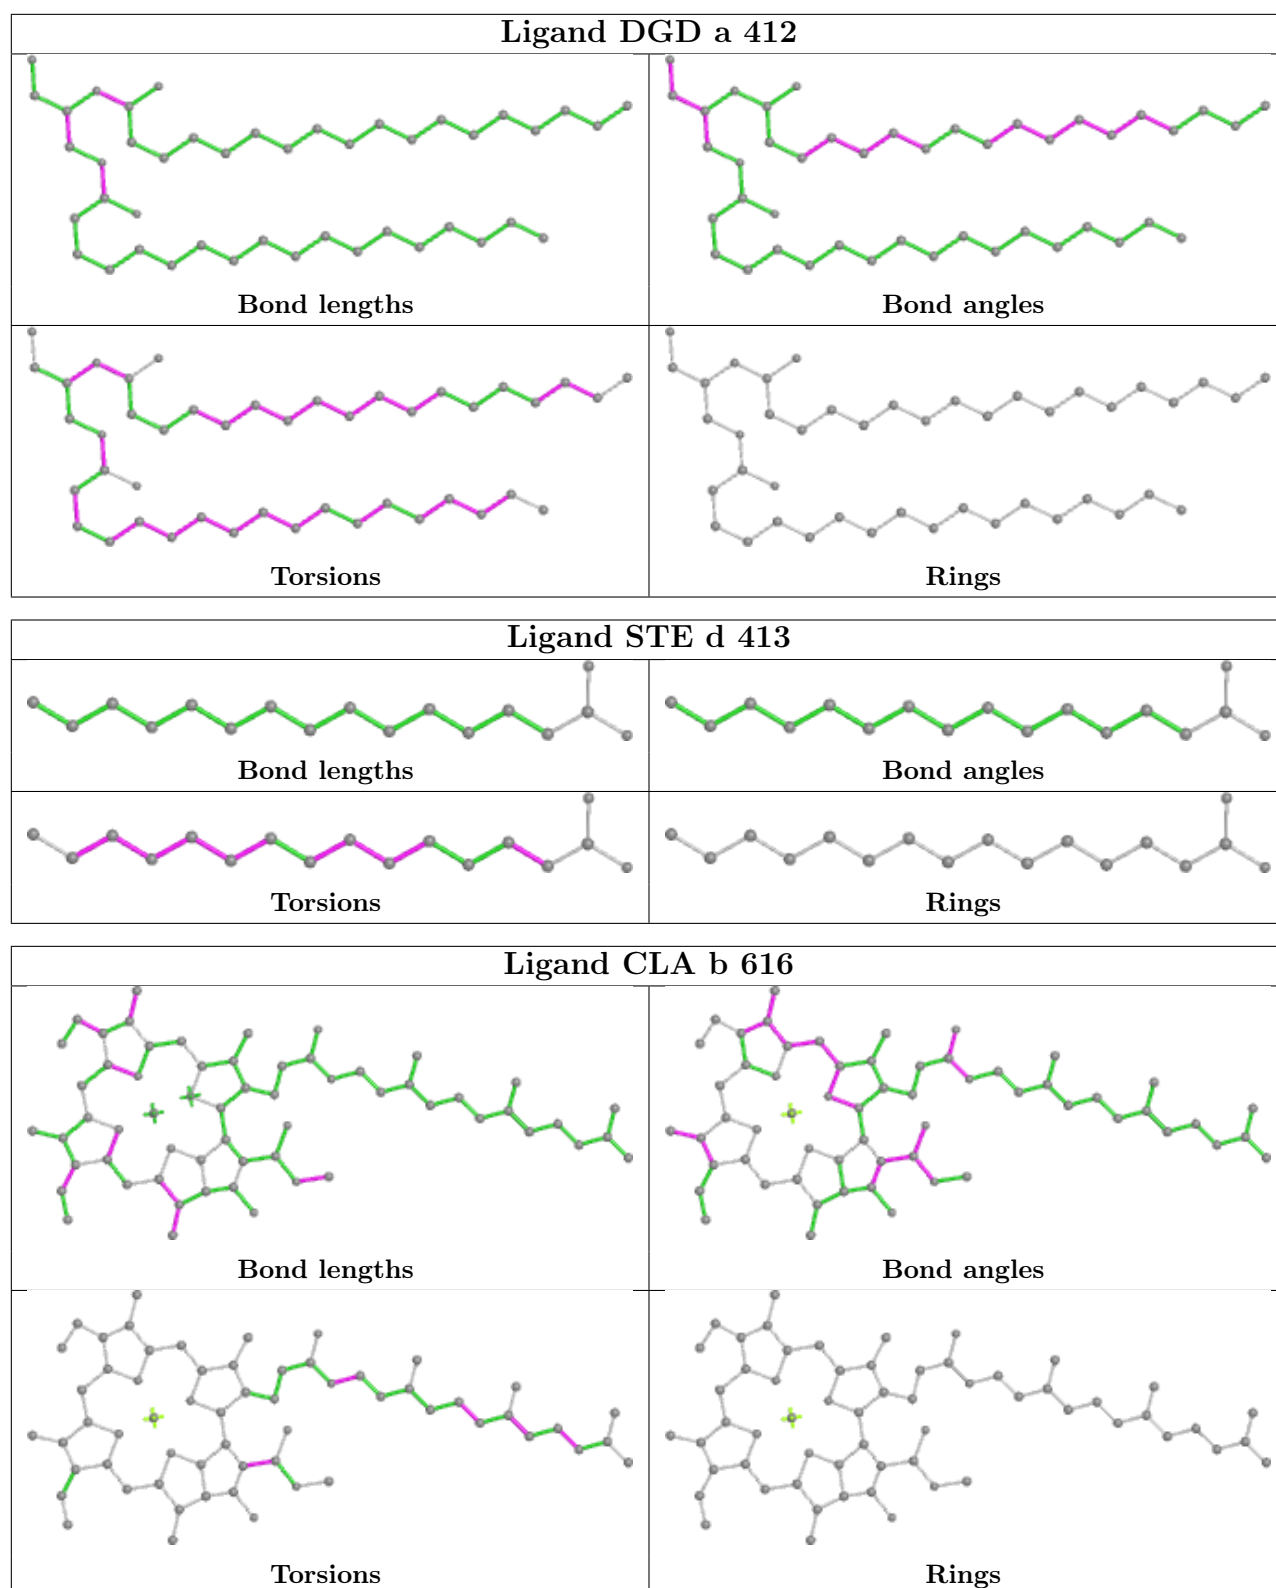 Ligand DGD a 412
Bond lengths
Bond angles
Torsions
Rings
Ligand STE d 413
Bond lengths
Bond angles
Torsions
Rings
Ligand CLA b 616
Bond lengths
Bond angles
Torsions
Rings